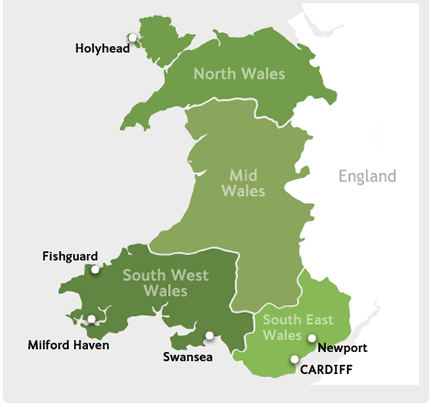 Holyhead
North Wales
Mid
Wales
England
Fishguard
South West
Wales
South East
Wales
Milford Haven
Swansea
Newport
CARDIFF